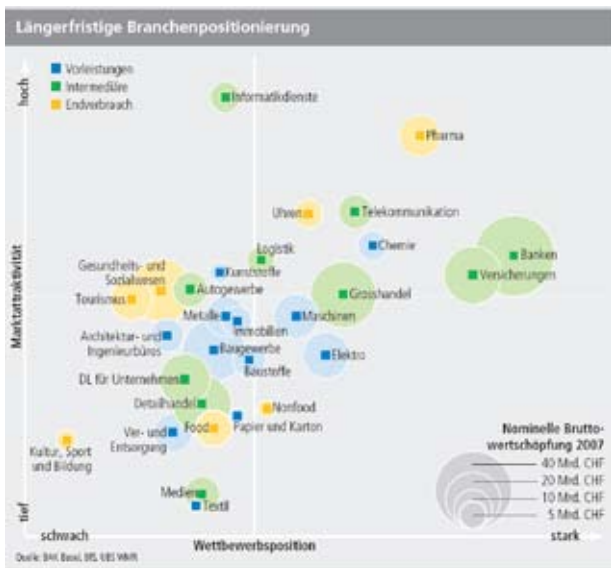 Längerfristige Branchenpositionierung
hoch
Vorleistungen
Intermediäre
Endverbrauch
Informatikdienste
Pharma
Uhren
Telekommunikation
Chemie
Logistik
Banken
Gesundheits- und
Sozialwesen
Kunststoffe
Versicherungen
Autogewerbe
Tourismus
Grosshandel
Marktattraktivität
Metalle
Immobilien
Maschinen
Architektur- und
Ingenieurbüros
Baugewerbe
Elektro
Baustoffe
DL für Unternehmen
Detailhandel
Nonfood
Food
Papier und Karton
Ver- und
Entsorgung
Kultur, Sport
und Bildung
Nominelle Brutto-
wertschöpfung 2007
40 Mrd. CHF
20 Mrd. CHF
10 Mrd. CHF
5 Mrd. CHF
Medien
Textil
tief
schwach
Wettbewerbsposition
stark
Quelle: BAK Basel, BfS, UBS WMR